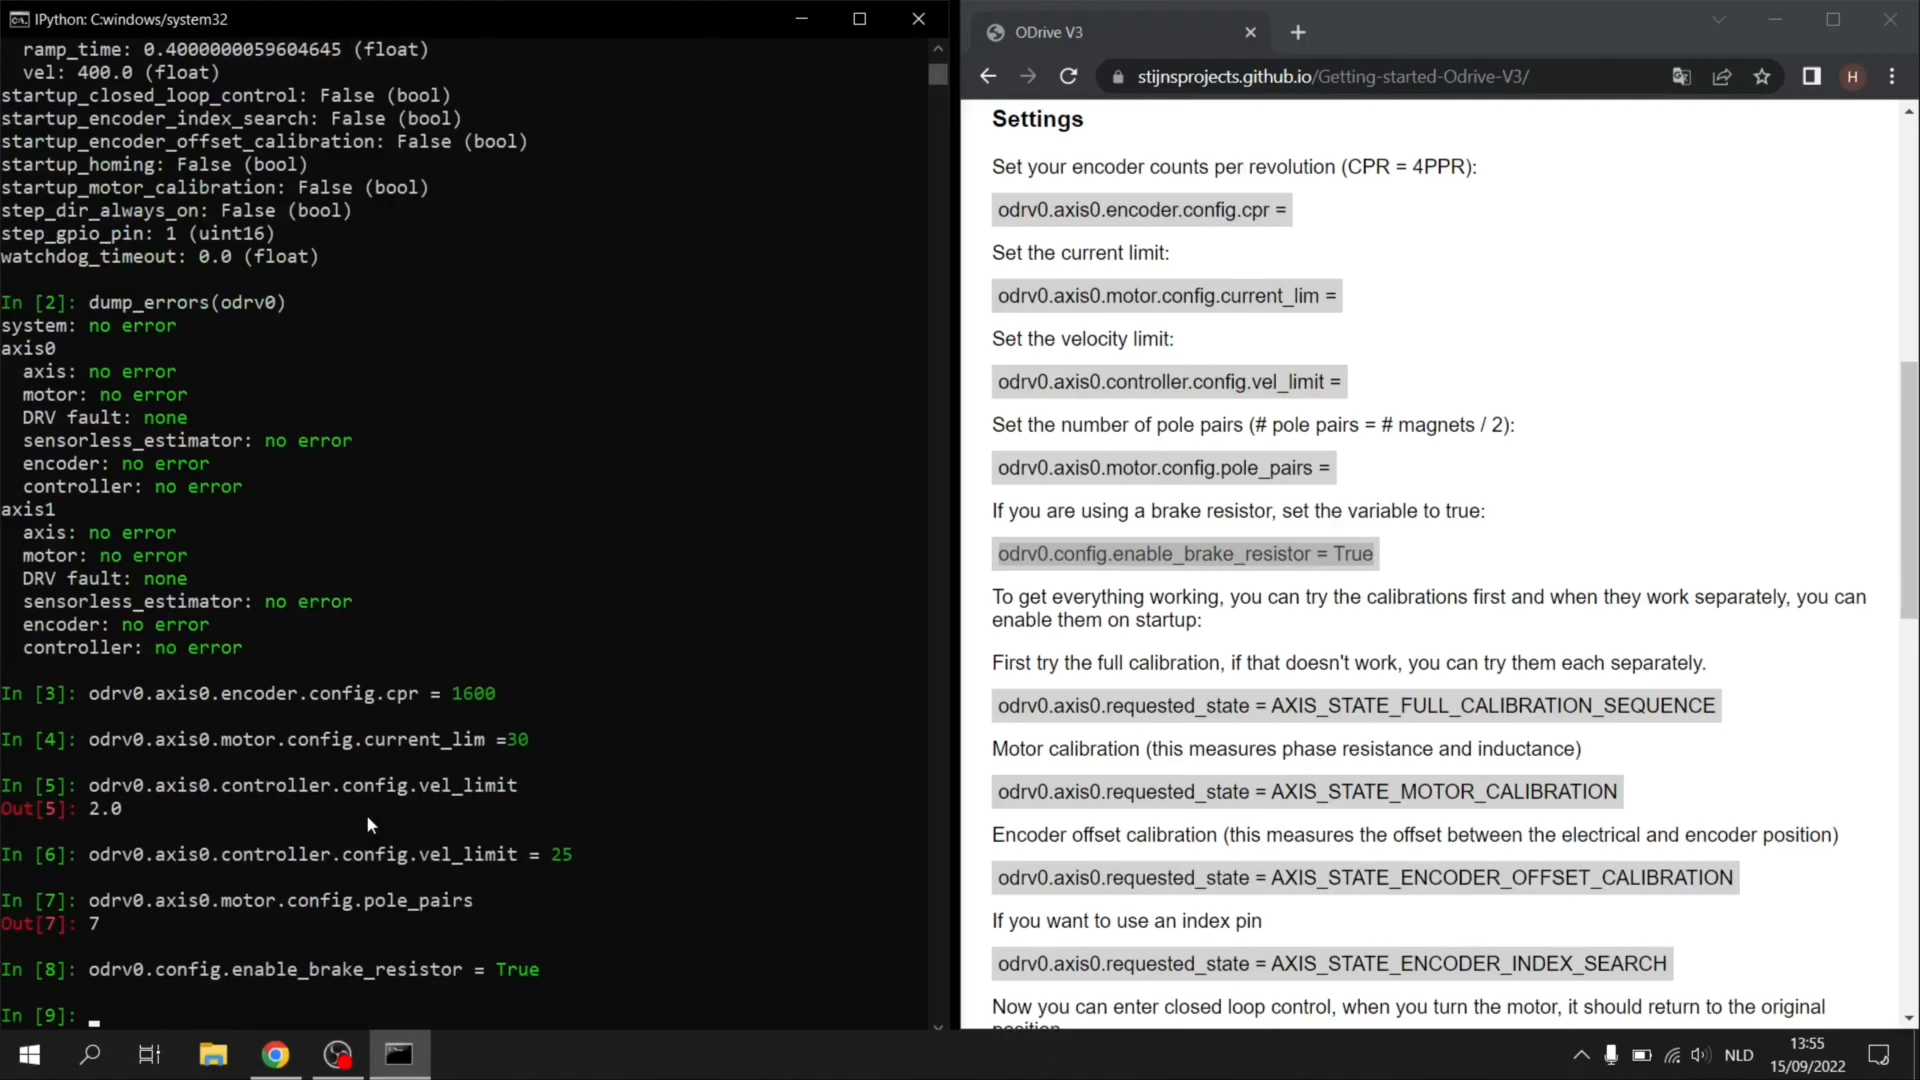 IPython: C:windows/system32
ramp_time: 0.4000000059604645 (float)
vel: 400.0 (float)
startup_closed_loop_control: False (bool)
startup_encoder_index_search: False (bool)
startup_encoder_offset_calibration: False (bool)
startup_homing: False (bool)
startup_motor_calibration: False (bool)
step_dir_always_on: False (bool)
step_gpio_pin: 1 (uint16)
watchdog_timeout: 0.0 (float)
In [2]: dump_errors(odrv0)
system: no error
axis0
axis: no error
motor: no error
DRV fault: none
sensorless_estimator: no error
encoder: no error
controller: no error
axis1
axis: no error
motor: no error
DRV fault: none
sensorless_estimator: no error
encoder: no error
controller: no error
In [3]: odrv0.axis0.encoder.config.cpr = 1600
In [4]: odrv0.axis0.motor.config.current_lim =30
In [5]: odrv0.axis0.controller.config.vel_limit
Out[5]: 2.0
In [6]: odrv0.axis0.controller.config.vel_limit = 25
In [7]: odrv0.axis0.motor.config.pole_pairs
Out[7]: 7
In [8]: odrv0.config.enable_brake_resistor = True
In [9]:
ODrive V3
stijnsprojects.github.io/Getting-started-Odrive-V3/
H
Settings
Set your encoder counts per revolution (CPR = 4PPR):
odrv0.axis0.encoder.config.cpr =
Set the current limit:
odrv0.axis0.motor.config.current_lim =
Set the velocity limit:
odrv0.axis0.controller.config.vel_limit =
Set the number of pole pairs (# pole pairs = # magnets / 2):
odrv0.axis0.motor.config.pole_pairs =
If you are using a brake resistor, set the variable to true:
odrv0.config.enable_brake_resistor = True
To get everything working, you can try the calibrations first and when they work separately, you can
enable them on startup:
First try the full calibration, if that doesn't work, you can try them each separately.
odrv0.axis0.requested_state = AXIS_STATE_FULL_CALIBRATION_SEQUENCE
Motor calibration (this measures phase resistance and inductance)
odrv0.axis0.requested_state = AXIS_STATE_MOTOR_CALIBRATION
Encoder offset calibration (this measures the offset between the electrical and encoder position)
odrv0.axis0.requested_state = AXIS_STATE_ENCODER_OFFSET_CALIBRATION
If you want to use an index pin
odrv0.axis0.requested_state = AXIS_STATE_ENCODER_INDEX_SEARCH
Now you can enter closed loop control, when you turn the motor, it should return to the original
position
NLD
13:55
15/09/2022